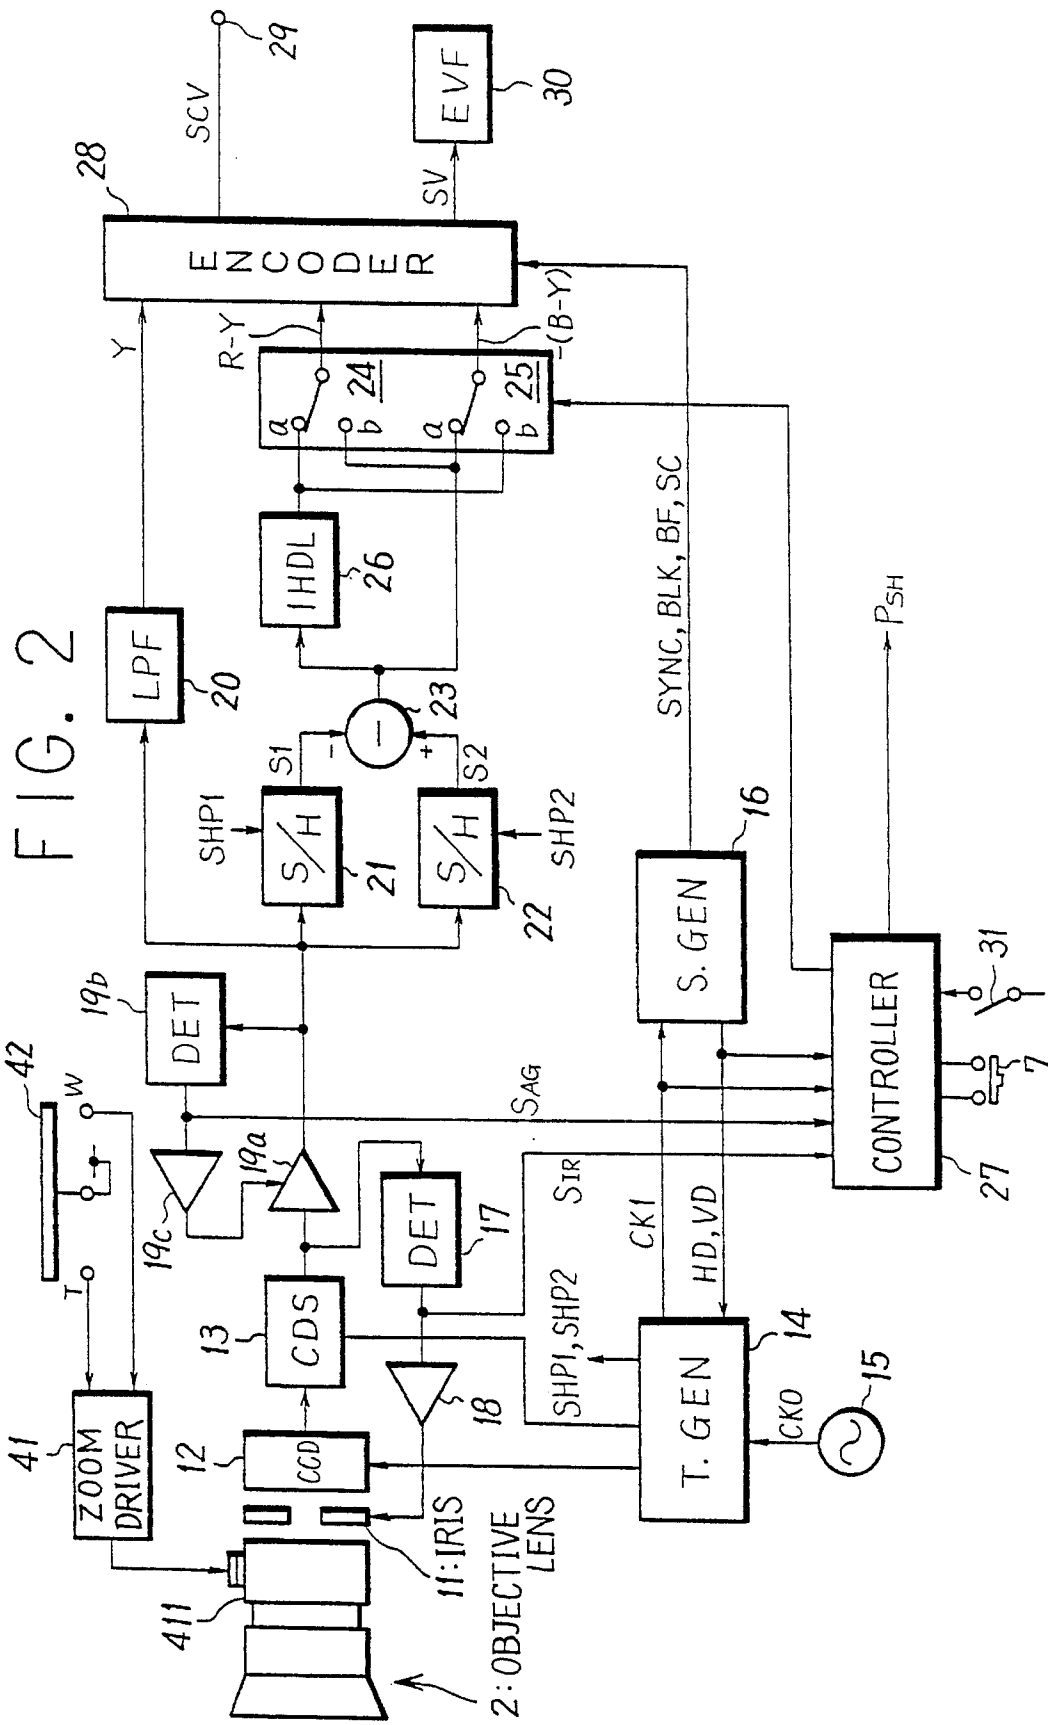 FIG. 2
41
ZOOM
DRIVER
T
42
W
411
2: OBJECTIVE
LENS
11: IRIS
12
CCD
13
CDS
19c
19a
19b
DET
DET
17
18
LPF
20
Y
SHP1
S/H
21
S1
S/H
22
S2
SHP2
-
-
+
23
1HDL
26
a
b
24
a
b
25
R-Y
-(B-Y)
ENCODER
28
SCV
29
SV
EVF
30
SHP1, SHP2
SIR
SAG
CK1
HD, VD
T. GEN
14
CK0
15
S. GEN
16
SYNC, BLK, BF, SC
CONTROLLER
27
7
31
PSH